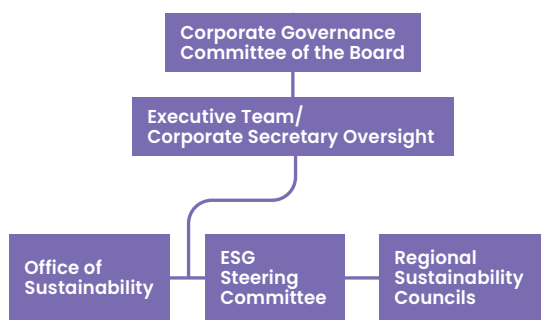 Corporate Governance
Committee of the Board
Executive Team/
Corporate Secretary Oversight
Office of
Sustainability
ESG
Steering
Committee
Regional
Sustainability
Councils